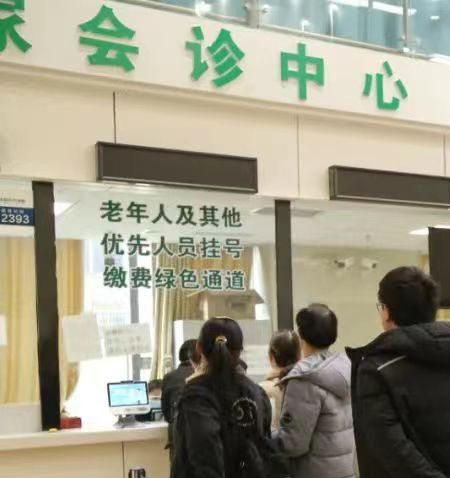 会诊中心
老年人及其他
优先人员挂号
缴费绿色通道
2393